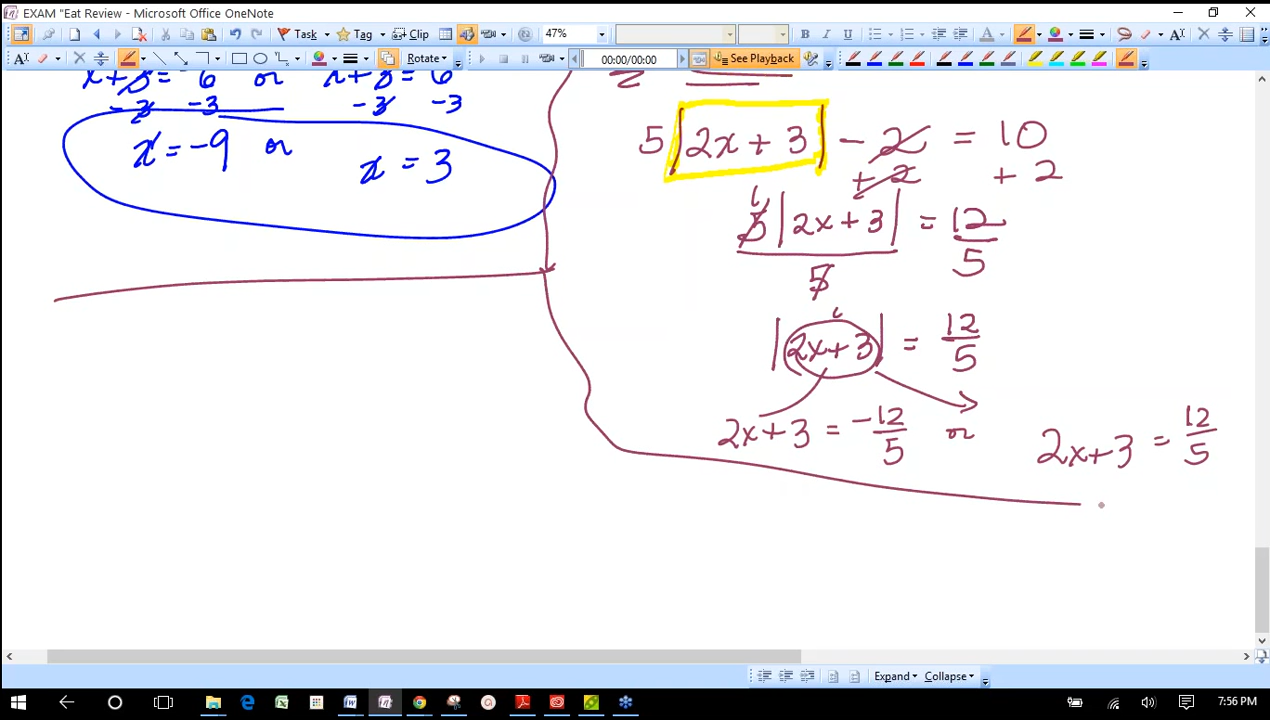 EXAM "Eat Review - Microsoft Office OneNote
Task Tag Clip 47% B I U A
Rotate 00:00/00:00 See Playback
x+3=-6 or x+3=6
-3 -3 -3 -3
x=-9 or x=3
5|2x+3| -2 = 10
+2 +2
5|2x+3| = 12
5 5
|2x+3| = 12/5
2x+3 = -12/5 or 2x+3 = 12/5
Expand Collapse
7:56 PM